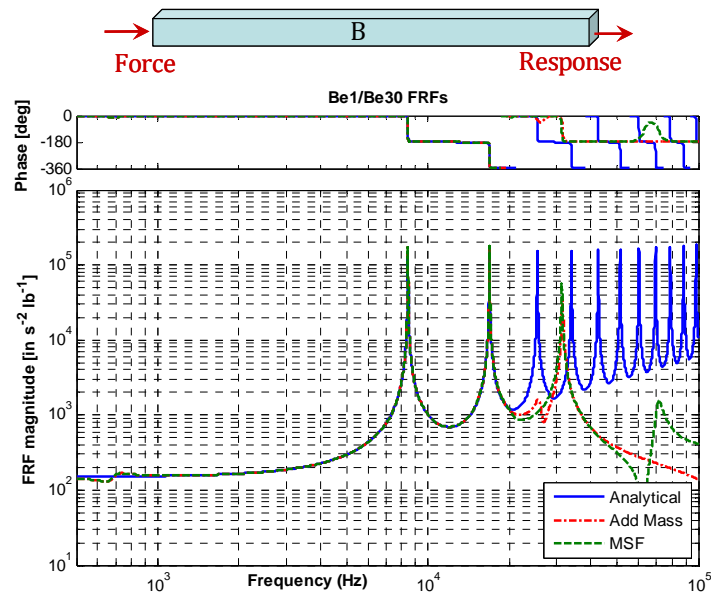 B
Force
Response
Be1/Be30 FRFs
Phase [deg]
0
-180
-360
FRF magnitude [in s-2 lb-1]
10^6
10^5
10^4
10^3
10^2
10^1
10^3
10^4
10^5
Frequency (Hz)
Analytical
Add Mass
MSF